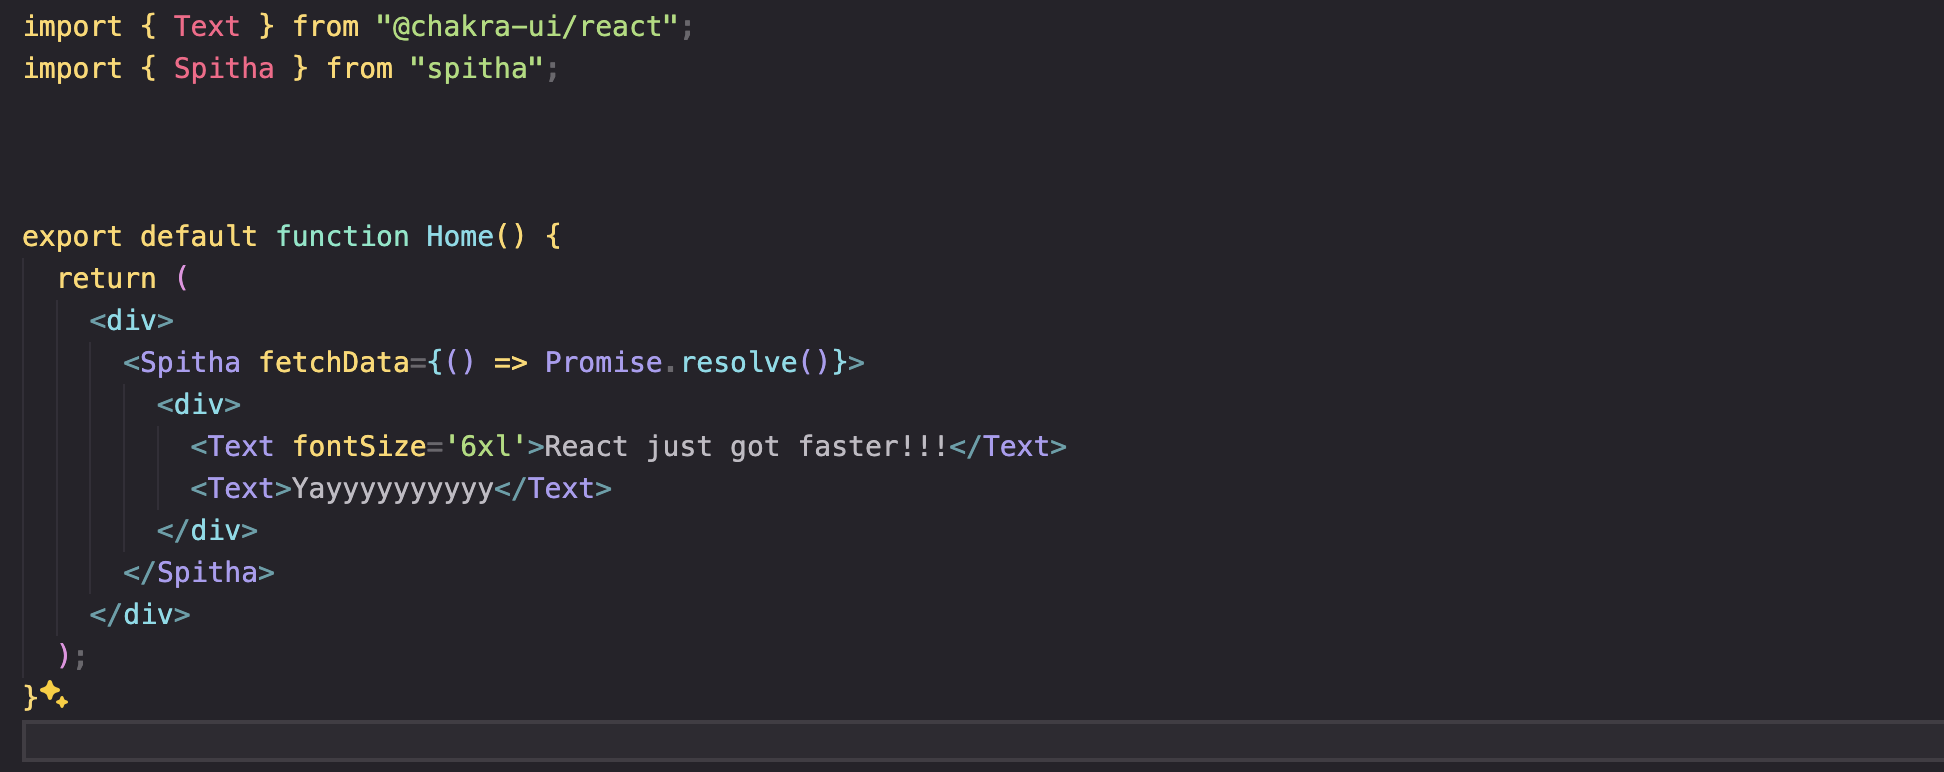 import { Text } from "@chakra-ui/react";
import { Spitha } from "spitha";
export default function Home() {
  return (
    <div>
      <Spitha fetchData={() => Promise.resolve()}>
        <div>
          <Text fontSize='6xl'>React just got faster!!!</Text>
          <Text>Yayyyyyyyyyy</Text>
        </div>
      </Spitha>
    </div>
  );
}